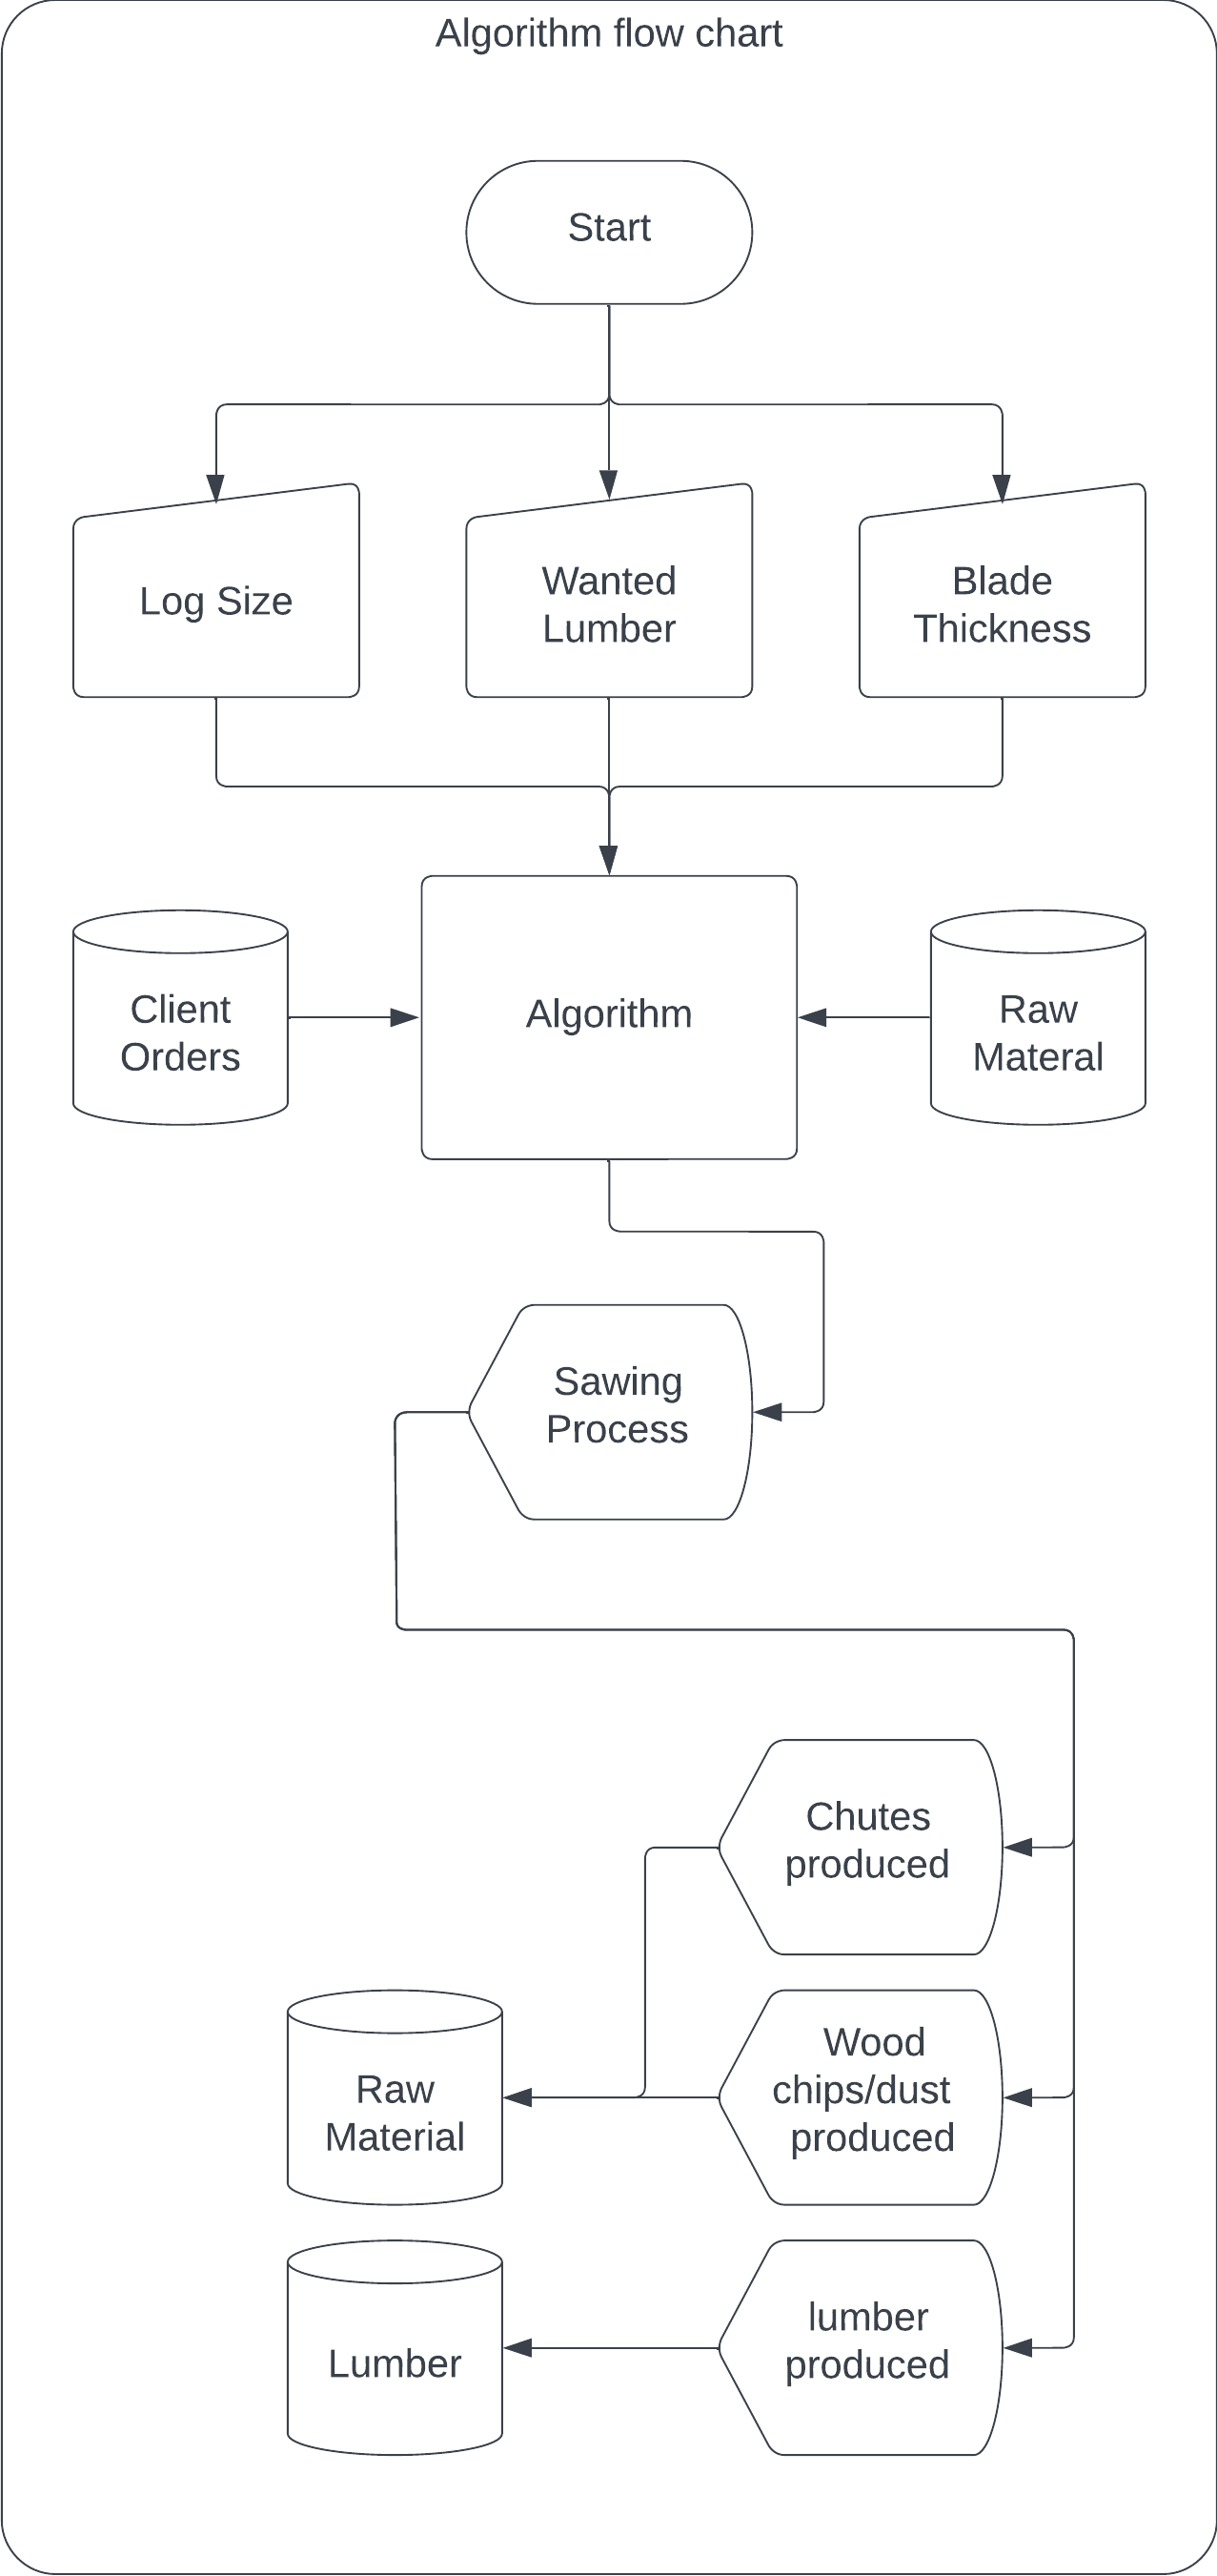 Algorithm flow chart
Start
Log Size
Wanted
Lumber
Blade
Thickness
Client
Orders
Algorithm
Raw
Materal
Sawing
Process
Chutes
produced
Raw
Material
Wood
chips/dust
produced
Lumber
lumber
produced